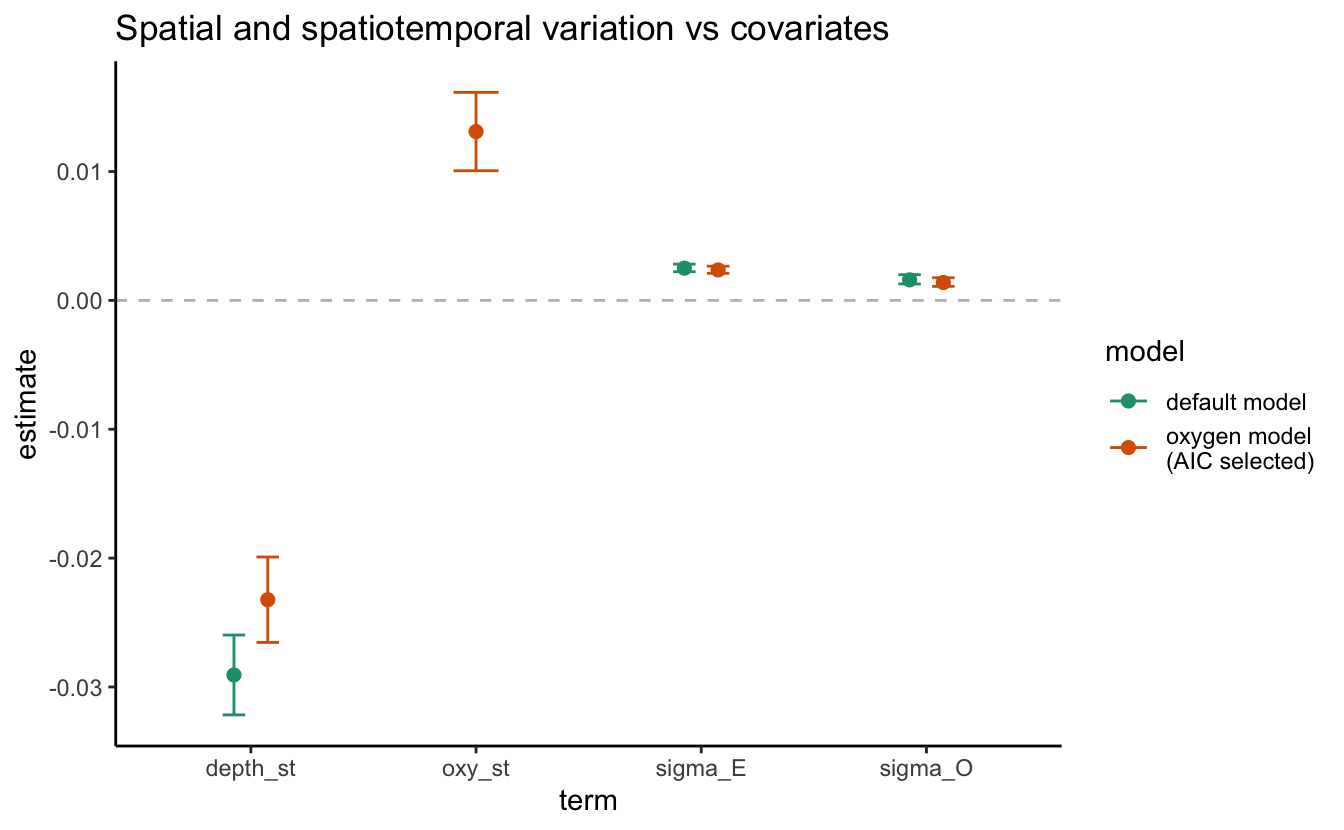 Spatial and spatiotemporal variation vs covariates
estimate
0.01
0.00
-0.01
-0.02
-0.03
depth_st
oxy_st
sigma_E
sigma_O
term
model
default model
oxygen model
(AIC selected)